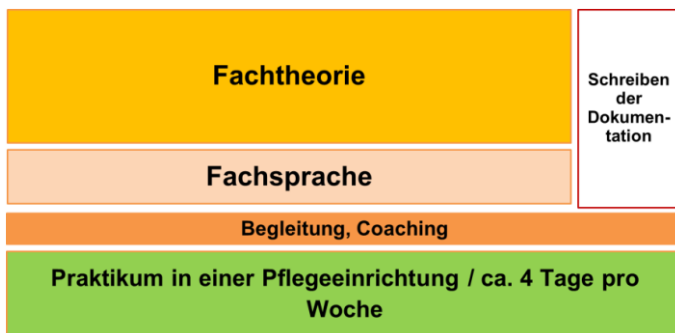 Fachtheorie
Schreiben
der
Dokumen-
tation
Fachsprache
Begleitung, Coaching
Praktikum in einer Pflegeeinrichtung / ca. 4 Tage pro
Woche